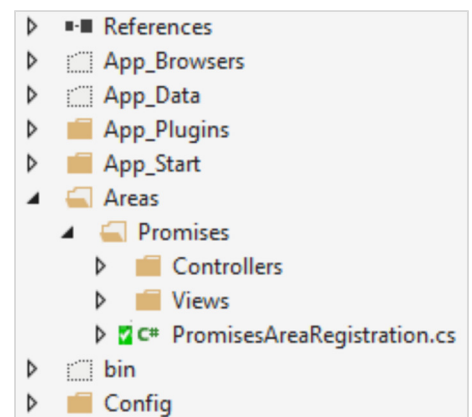 References
App_Browsers
App_Data
App_Plugins
App_Start
Areas
Promises
Controllers
Views
C# PromisesAreaRegistration.cs
bin
Config